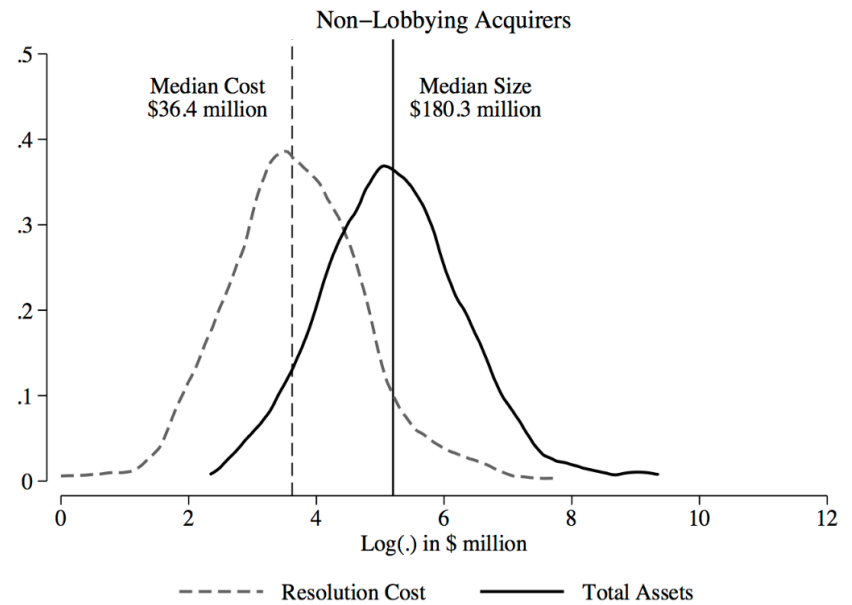 Non–Lobbying Acquirers
Median Cost
$36.4 million
Median Size
$180.3 million
.5
.4
.3
.2
.1
0
0 2 4 6 8 10 12
Log(.) in $ million
Resolution Cost Total Assets